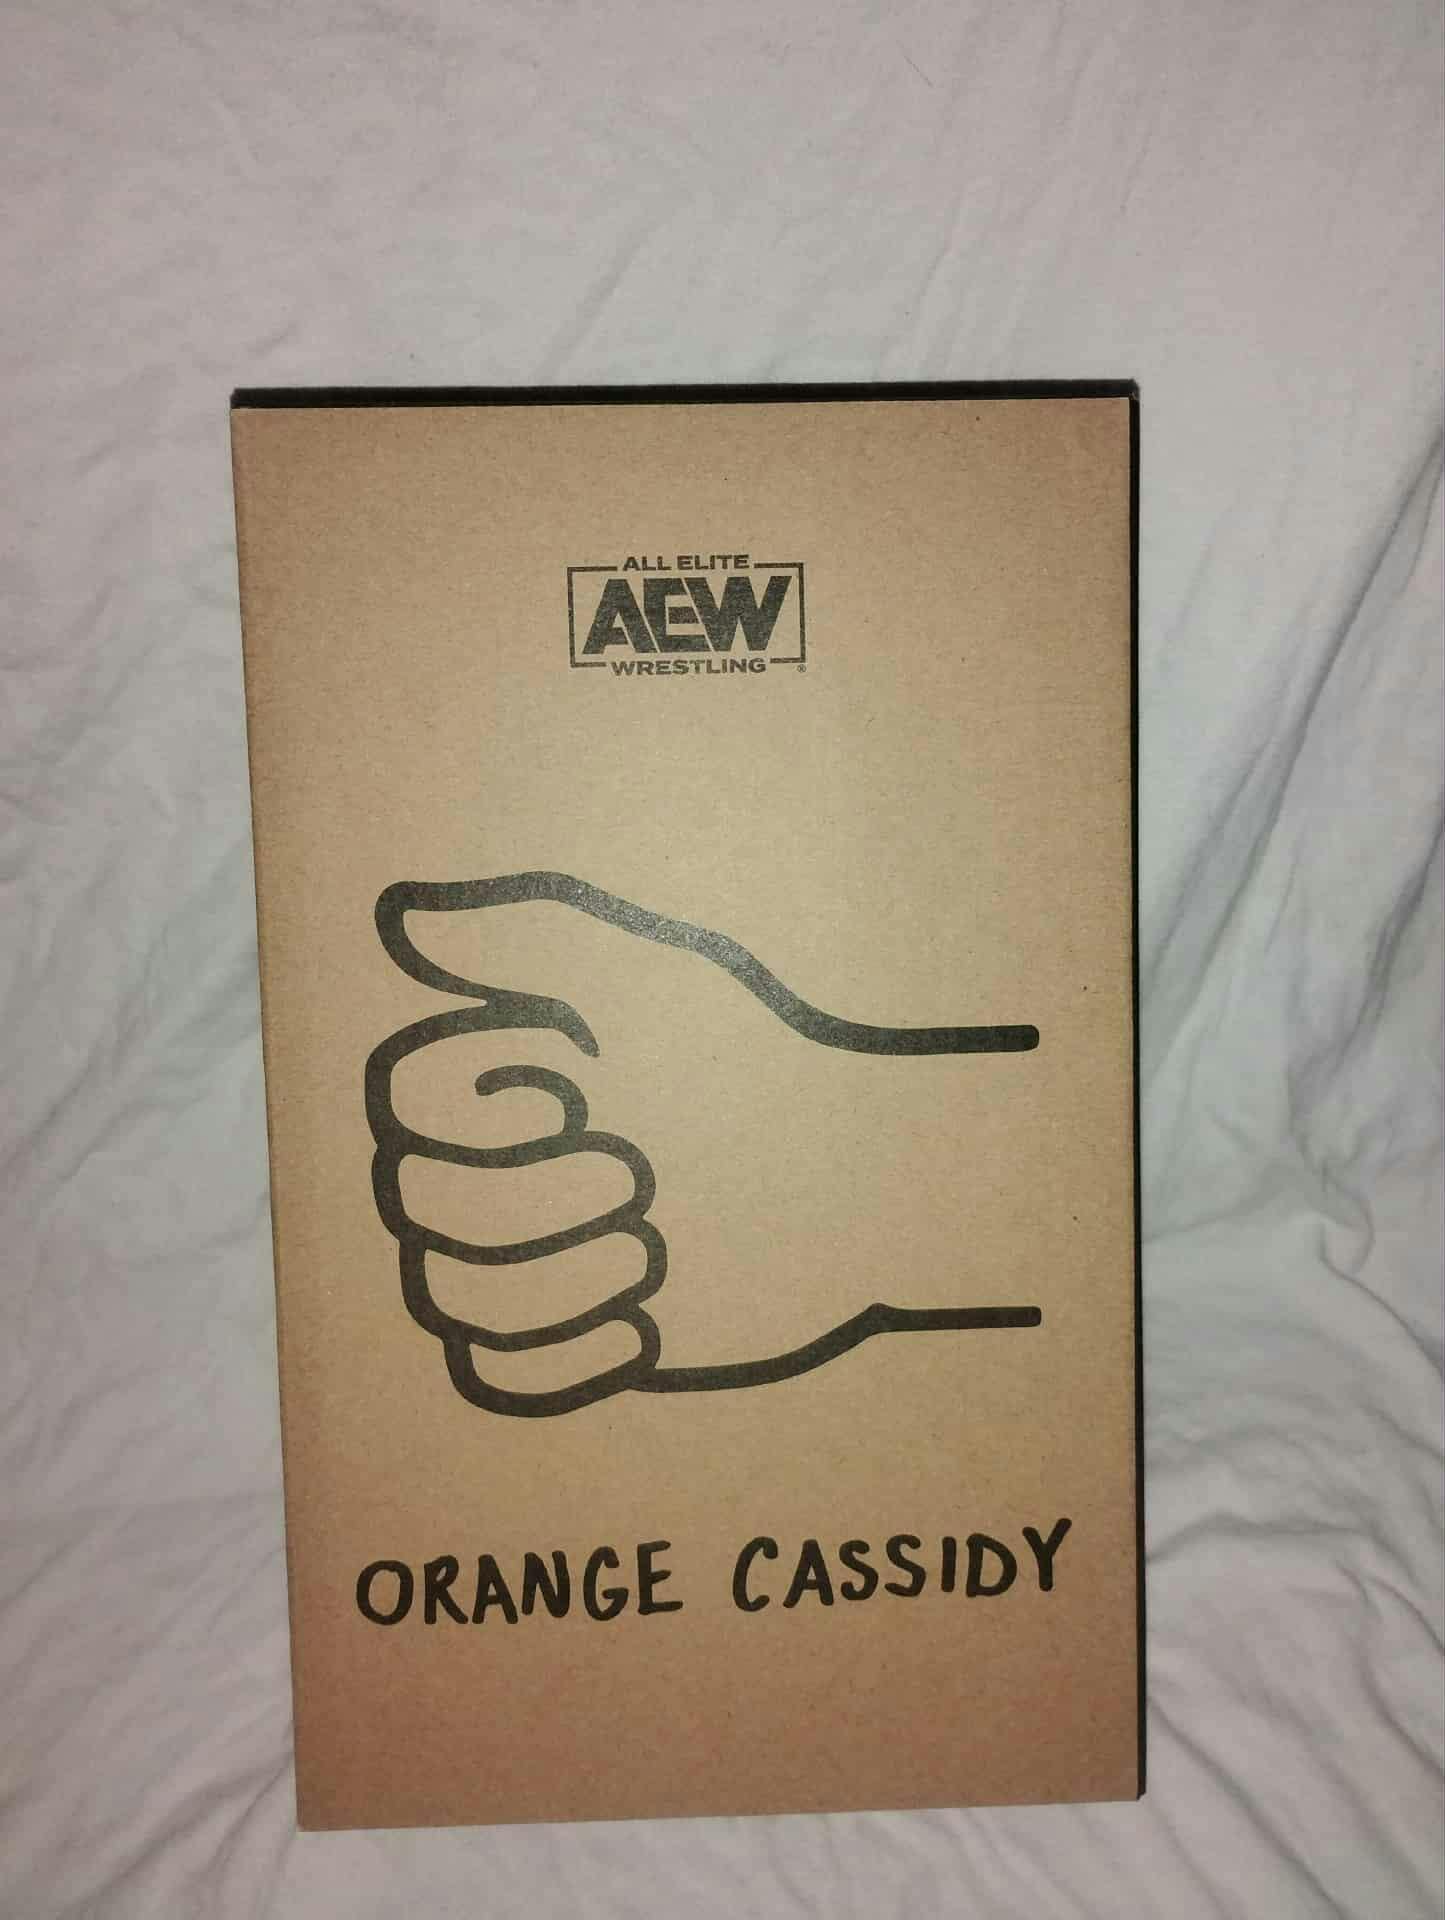 ALL ELITE
AEW
WRESTLING ®
ORANGE CASSIDY